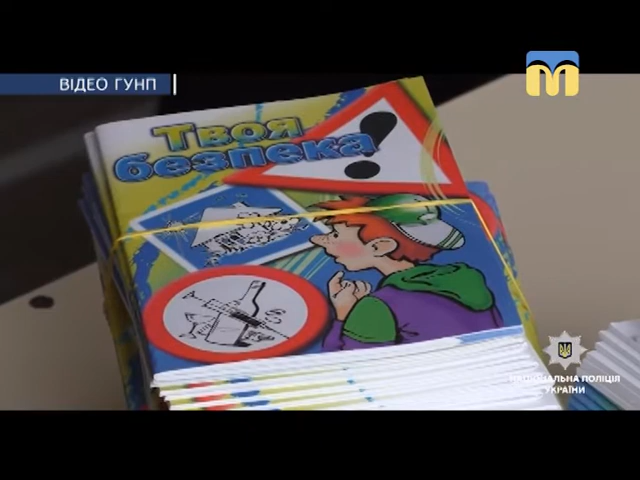 ВІДЕО ГУНП
Твоя
безпека
НАЦІОНАЛЬНА ПОЛІЦІЯ
УКРАЇНИ